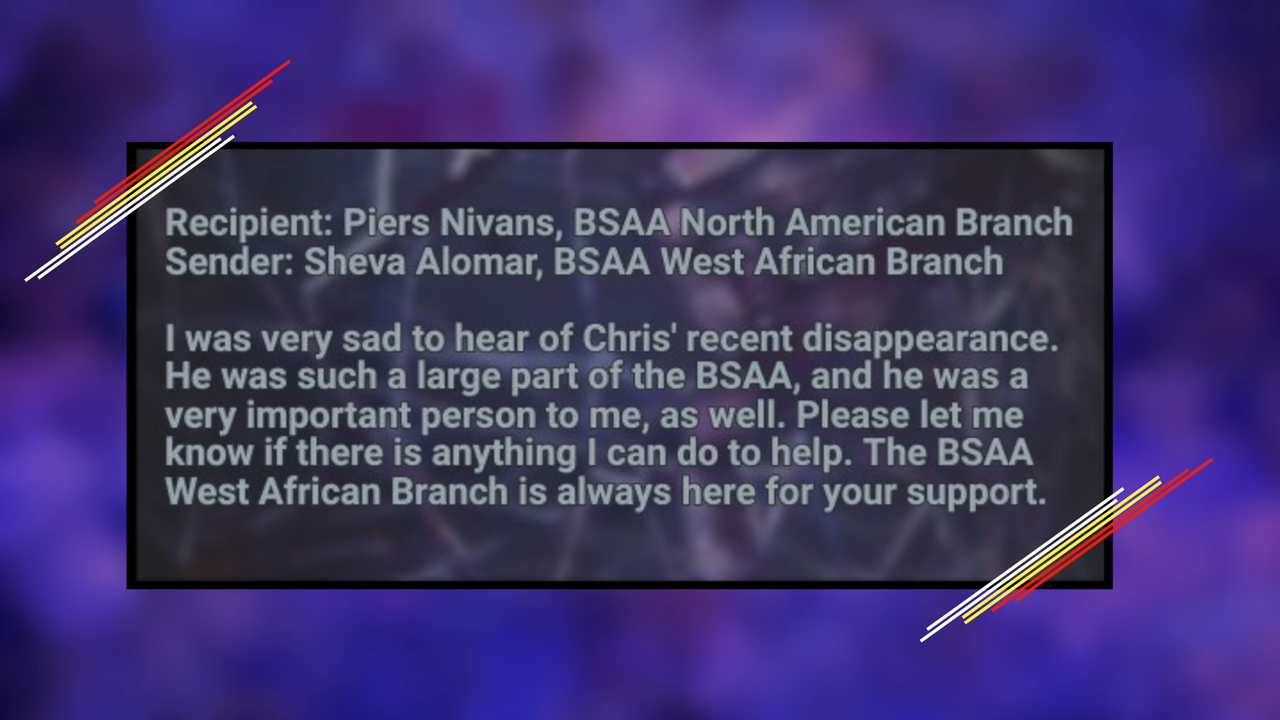 Recipient: Piers Nivans, BSAA North American Branch
Sender: Sheva Alomar, BSAA West African Branch
I was very sad to hear of Chris' recent disappearance.
He was such a large part of the BSAA, and he was a
very important person to me, as well. Please let me
know if there is anything I can do to help. The BSAA
West African Branch is always here for your support.